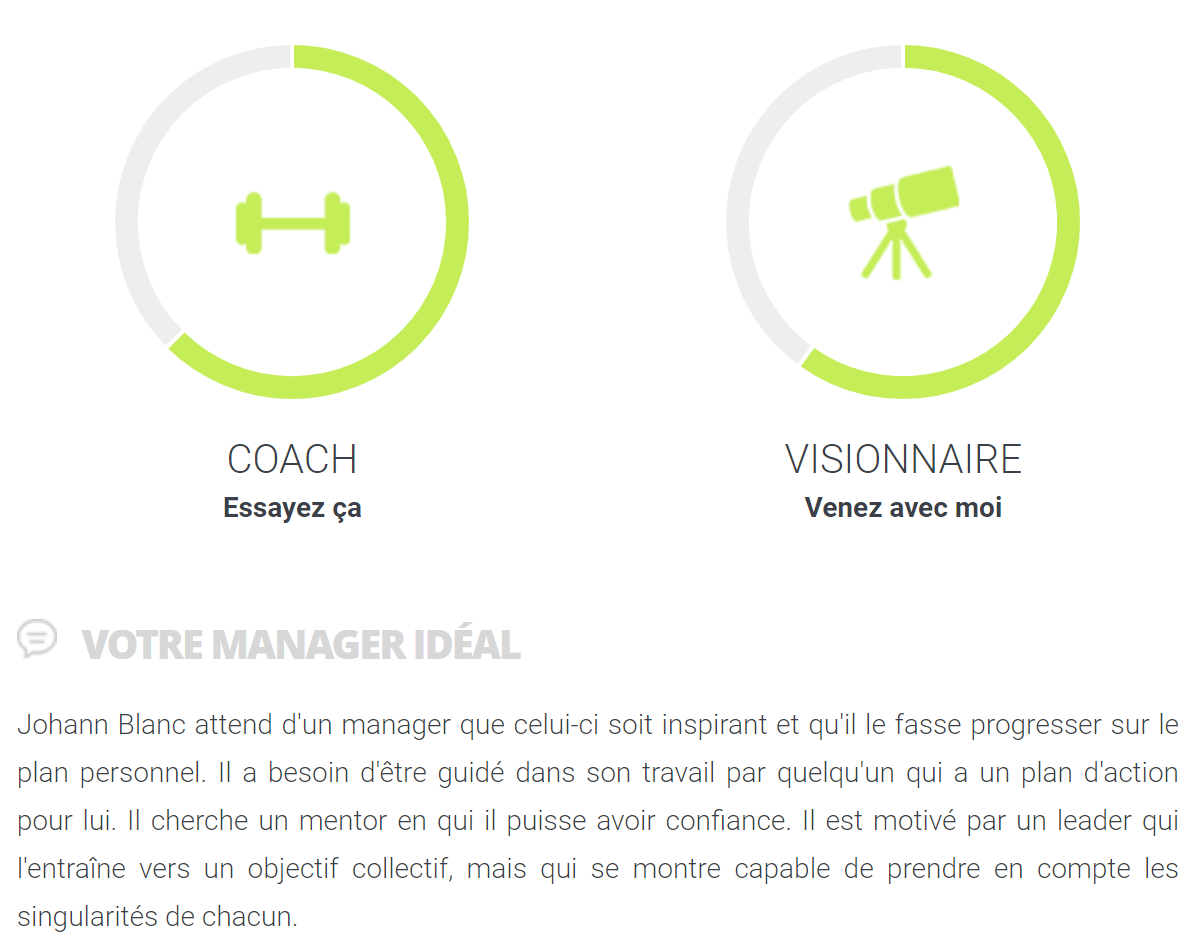 COACH
Essayez ça
VISIONNAIRE
Venez avec moi
VOTRE MANAGER IDÉAL
Johann Blanc attend d'un manager que celui-ci soit inspirant et qu'il le fasse progresser sur le
plan personnel. Il a besoin d'être guidé dans son travail par quelqu'un qui a un plan d'action
pour lui. Il cherche un mentor en qui il puisse avoir confiance. Il est motivé par un leader qui
l'entraîne vers un objectif collectif, mais qui se montre capable de prendre en compte les
singularités de chacun.